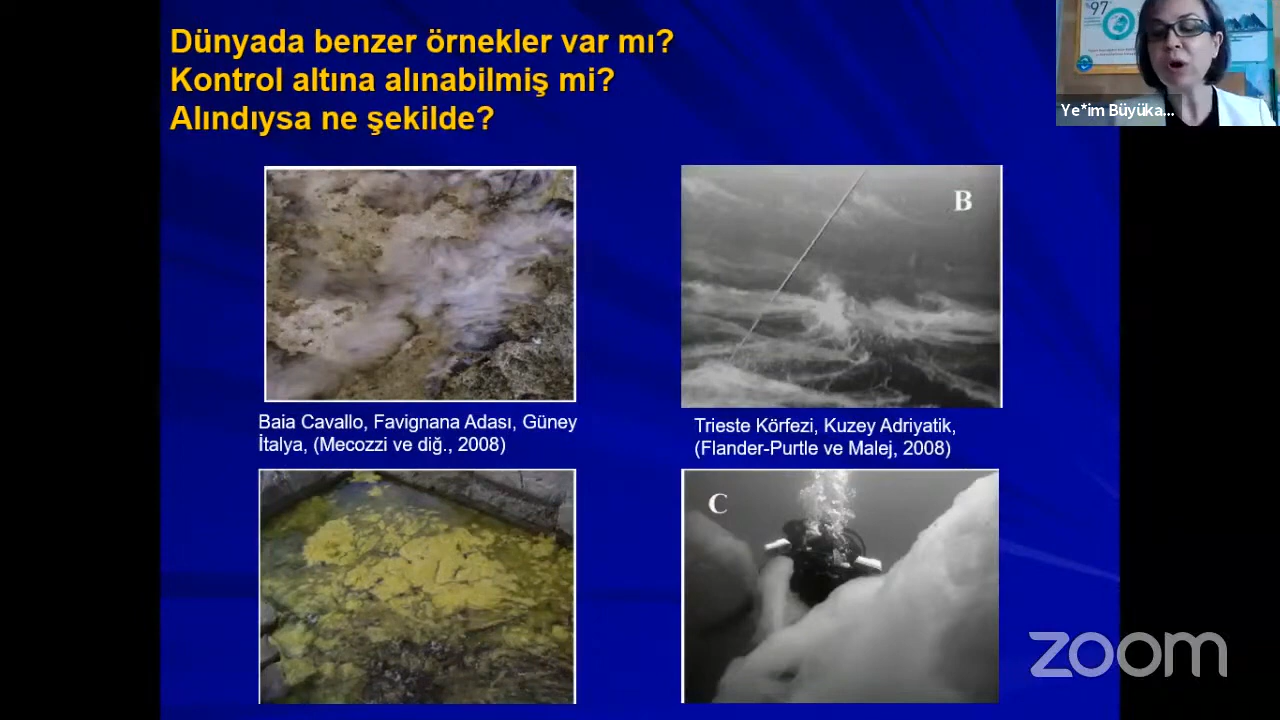 Dünyada benzer örnekler var mı?
Kontrol altına alınabilmiş mi?
Alındıysa ne şekilde?
%97
Ye*im Büyüka...
B
Baia Cavallo, Favignana Adası, Güney
İtalya, (Mecozzi ve diğ., 2008)
Trieste Körfezi, Kuzey Adriyatik,
(Flander-Purtle ve Malej, 2008)
C
zoom